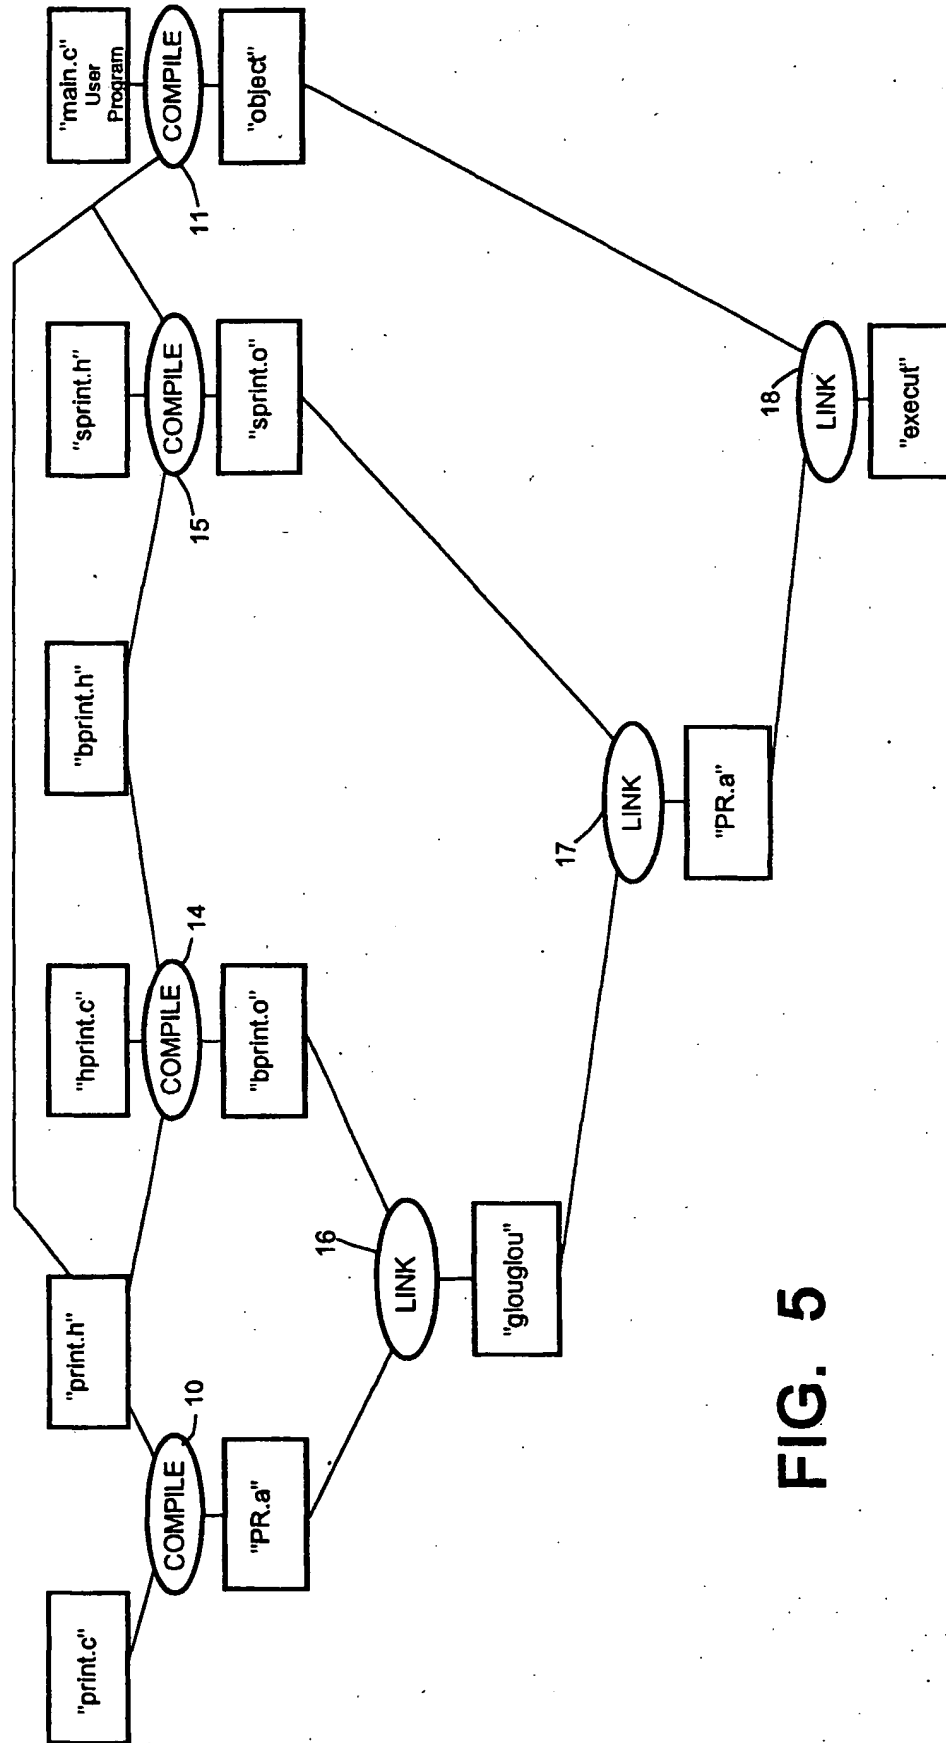 "print.c"
"print.h"
"hprint.c"
"bprint.h"
"sprint.h"
"main.c"
User
Program
COMPILE
10
COMPILE
14
COMPILE
15
COMPILE
11
"PR.a"
"bprint.o"
"sprint.o"
"object"
16
LINK
"glouglou"
17
LINK
"PR.a"
18
LINK
"execut"
FIG. 5